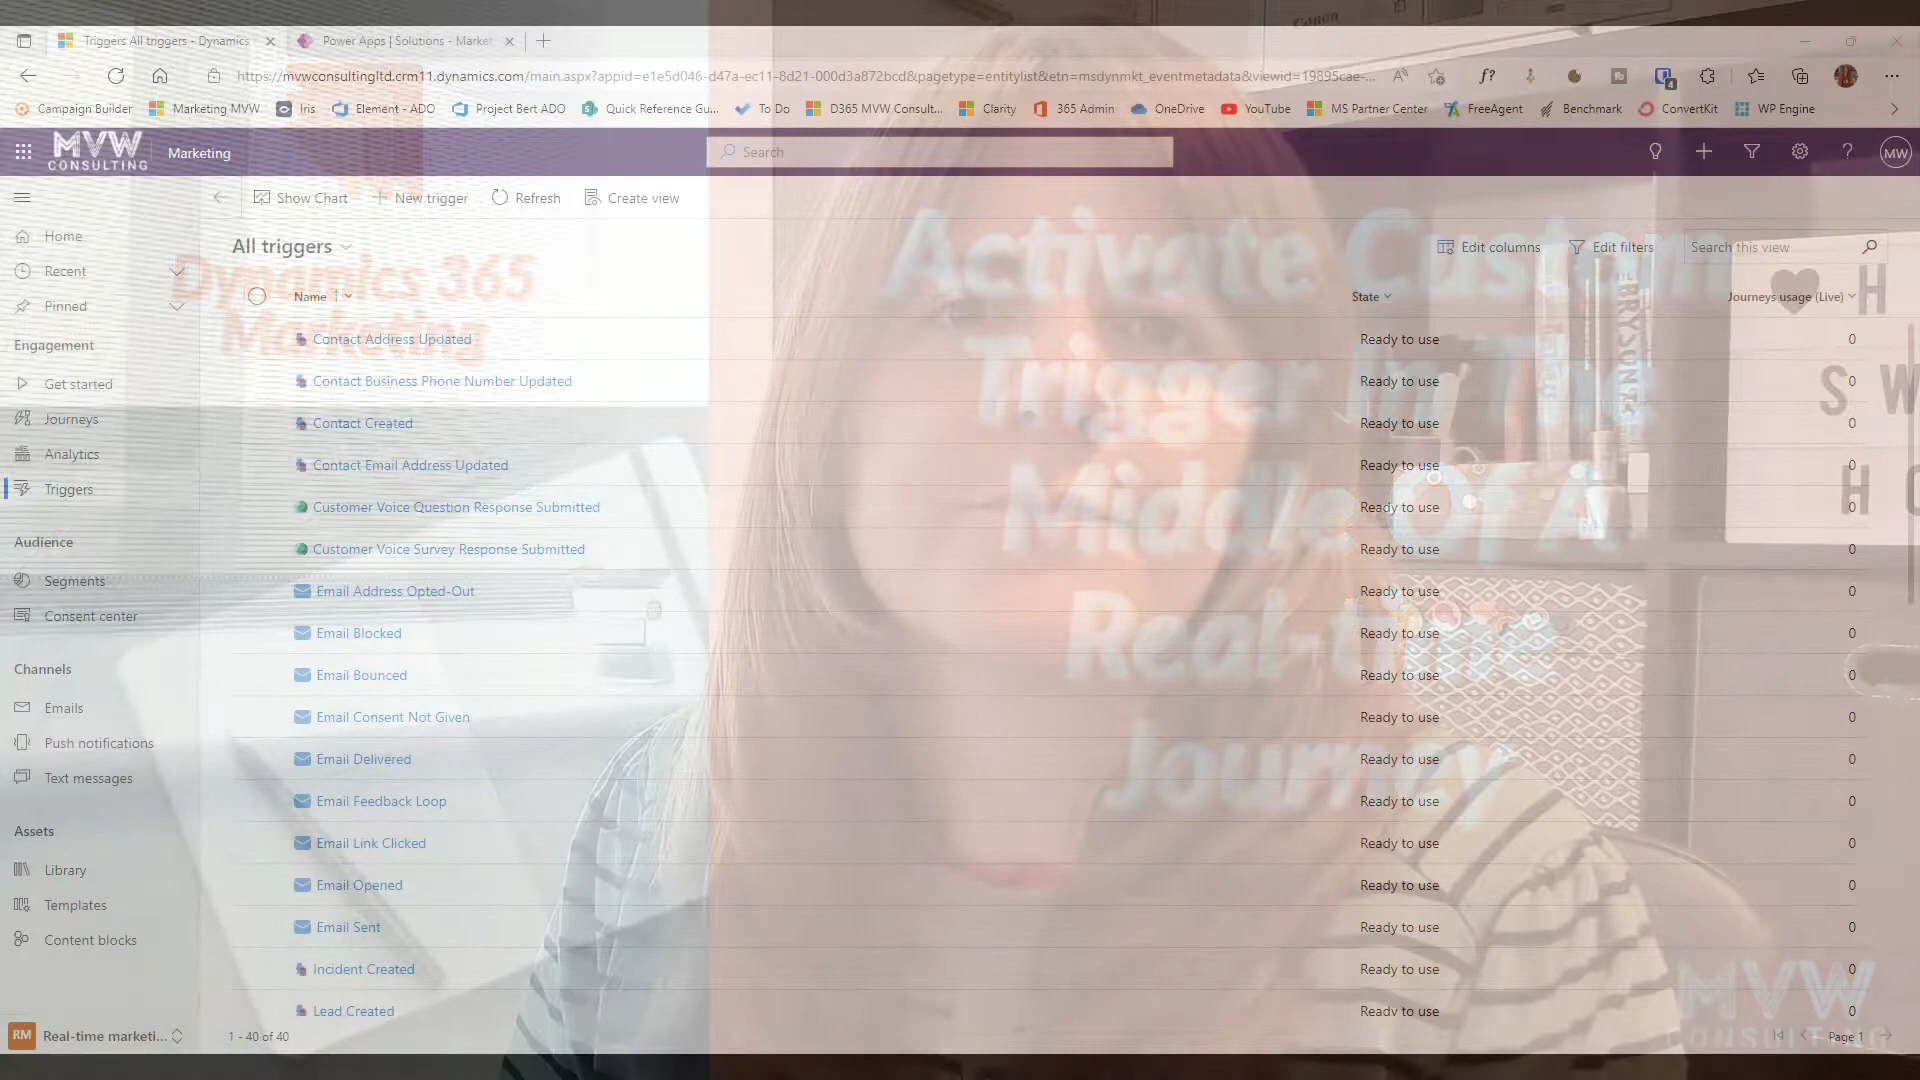 Triggers All triggers - Dynamics
Power Apps | Solutions - Market
https://mvwconsultingltd.crm11.dynamics.com/main.aspx?appid=e1e5d046-d47a-ec11-8d21-000d3a872bcd&pagetype=entitylist&etn=msdynmkt_eventmetadata&viewid=19895cae-...
Campaign Builder Marketing MVW Iris Element - ADO Project Bert ADO Quick Reference Gu... To Do D365 MVW Consult... Clarity 365 Admin OneDrive YouTube MS Partner Center FreeAgent Benchmark ConvertKit WP Engine
MVW
CONSULTING
Marketing
Search
MW
Show Chart New trigger Refresh Create view
Home
Recent
Pinned
Engagement
Get started
Journeys
Analytics
Triggers
Audience
Segments
Consent center
Channels
Emails
Push notifications
Text messages
Assets
Library
Templates
Content blocks
RM Real-time marketi...
All triggers
Edit columns Edit filters Search this view
Name State Journeys usage (Live)
Contact Address Updated Ready to use 0
Contact Business Phone Number Updated Ready to use 0
Contact Created Ready to use 0
Contact Email Address Updated Ready to use 0
Customer Voice Question Response Submitted Ready to use 0
Customer Voice Survey Response Submitted Ready to use 0
Email Address Opted-Out Ready to use 0
Email Blocked Ready to use 0
Email Bounced Ready to use 0
Email Consent Not Given Ready to use 0
Email Delivered Ready to use 0
Email Feedback Loop Ready to use 0
Email Link Clicked Ready to use 0
Email Opened Ready to use 0
Email Sent Ready to use 0
Incident Created Ready to use 0
Lead Created Ready to use 0
1 - 40 of 40
Page 1
Dynamics 365
Marketing
Activate Custom
Trigger In
Middle Of A
Journey
Canon
MVW
CONSULTING